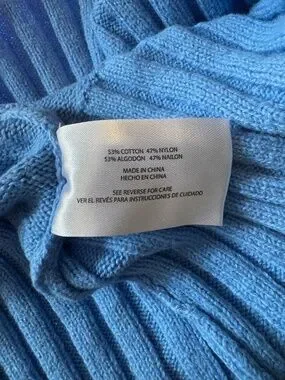 53% COTTON 47% NYLON
53% ALGODÓN 47% NAILON
MADE IN CHINA
HECHO EN CHINA
SEE REVERSE FOR CARE
VER EL REVÉS PARA INSTRUCCIONES DE CUIDADO